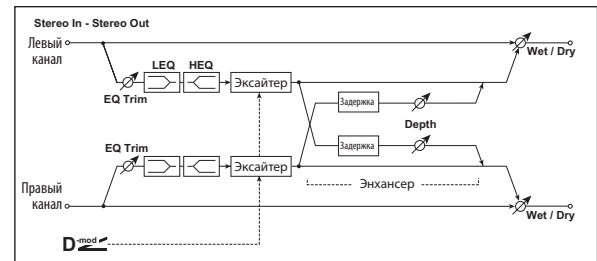 Stereo In - Stereo Out
Левый канал
Wet / Dry
LEQ HEQ
EQ Trim
Эксайтер
Задержка
Depth
Задержка
EQ Trim
Эксайтер
Энхансер
Правый канал
Wet / Dry
D-mod